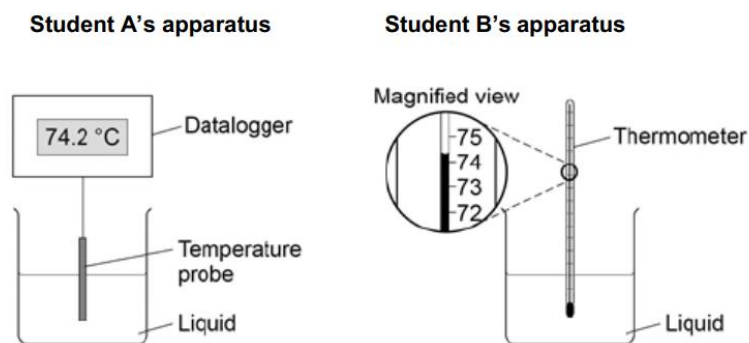 Student A's apparatus
Student B's apparatus
74.2 °C
Datalogger
Temperature
probe
Liquid
Magnified view
75
74
73
72
Thermometer
Liquid